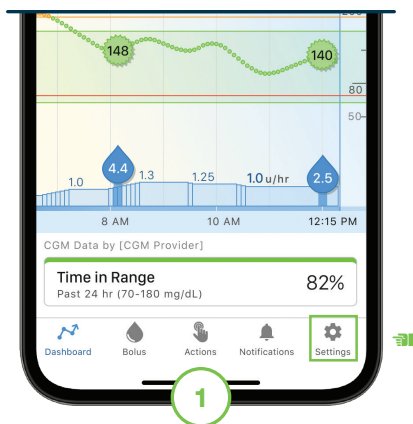 200
148
140
80
50
4.4
2.5
1.0
1.3
1.25
1.0 u/hr
8 AM 10 AM 12:15 PM
CGM Data by [CGM Provider]
Time in Range
Past 24 hr (70-180 mg/dL)
82%
Dashboard Bolus Actions Notifications Settings
1